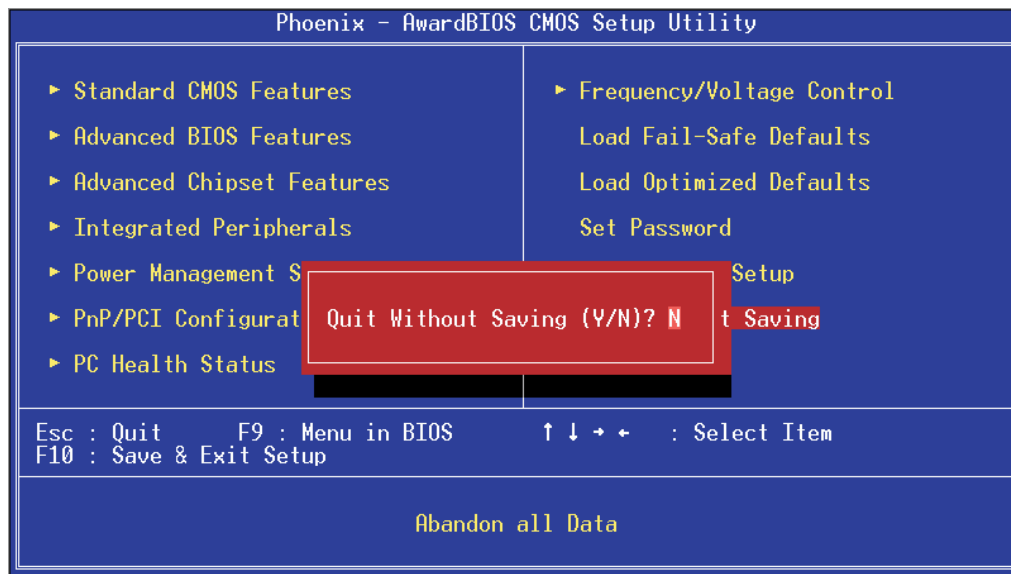 Phoenix - AwardBIOS CMOS Setup Utility
► Standard CMOS Features
► Advanced BIOS Features
► Advanced Chipset Features
► Integrated Peripherals
► Power Management S
► PnP/PCI Configurat
► PC Health Status
► Frequency/Voltage Control
Load Fail-Safe Defaults
Load Optimized Defaults
Set Password
Setup
t Saving
Quit Without Saving (Y/N)? N
Esc : Quit F9 : Menu in BIOS ↑ ↓ → ← : Select Item
F10 : Save & Exit Setup
Abandon all Data